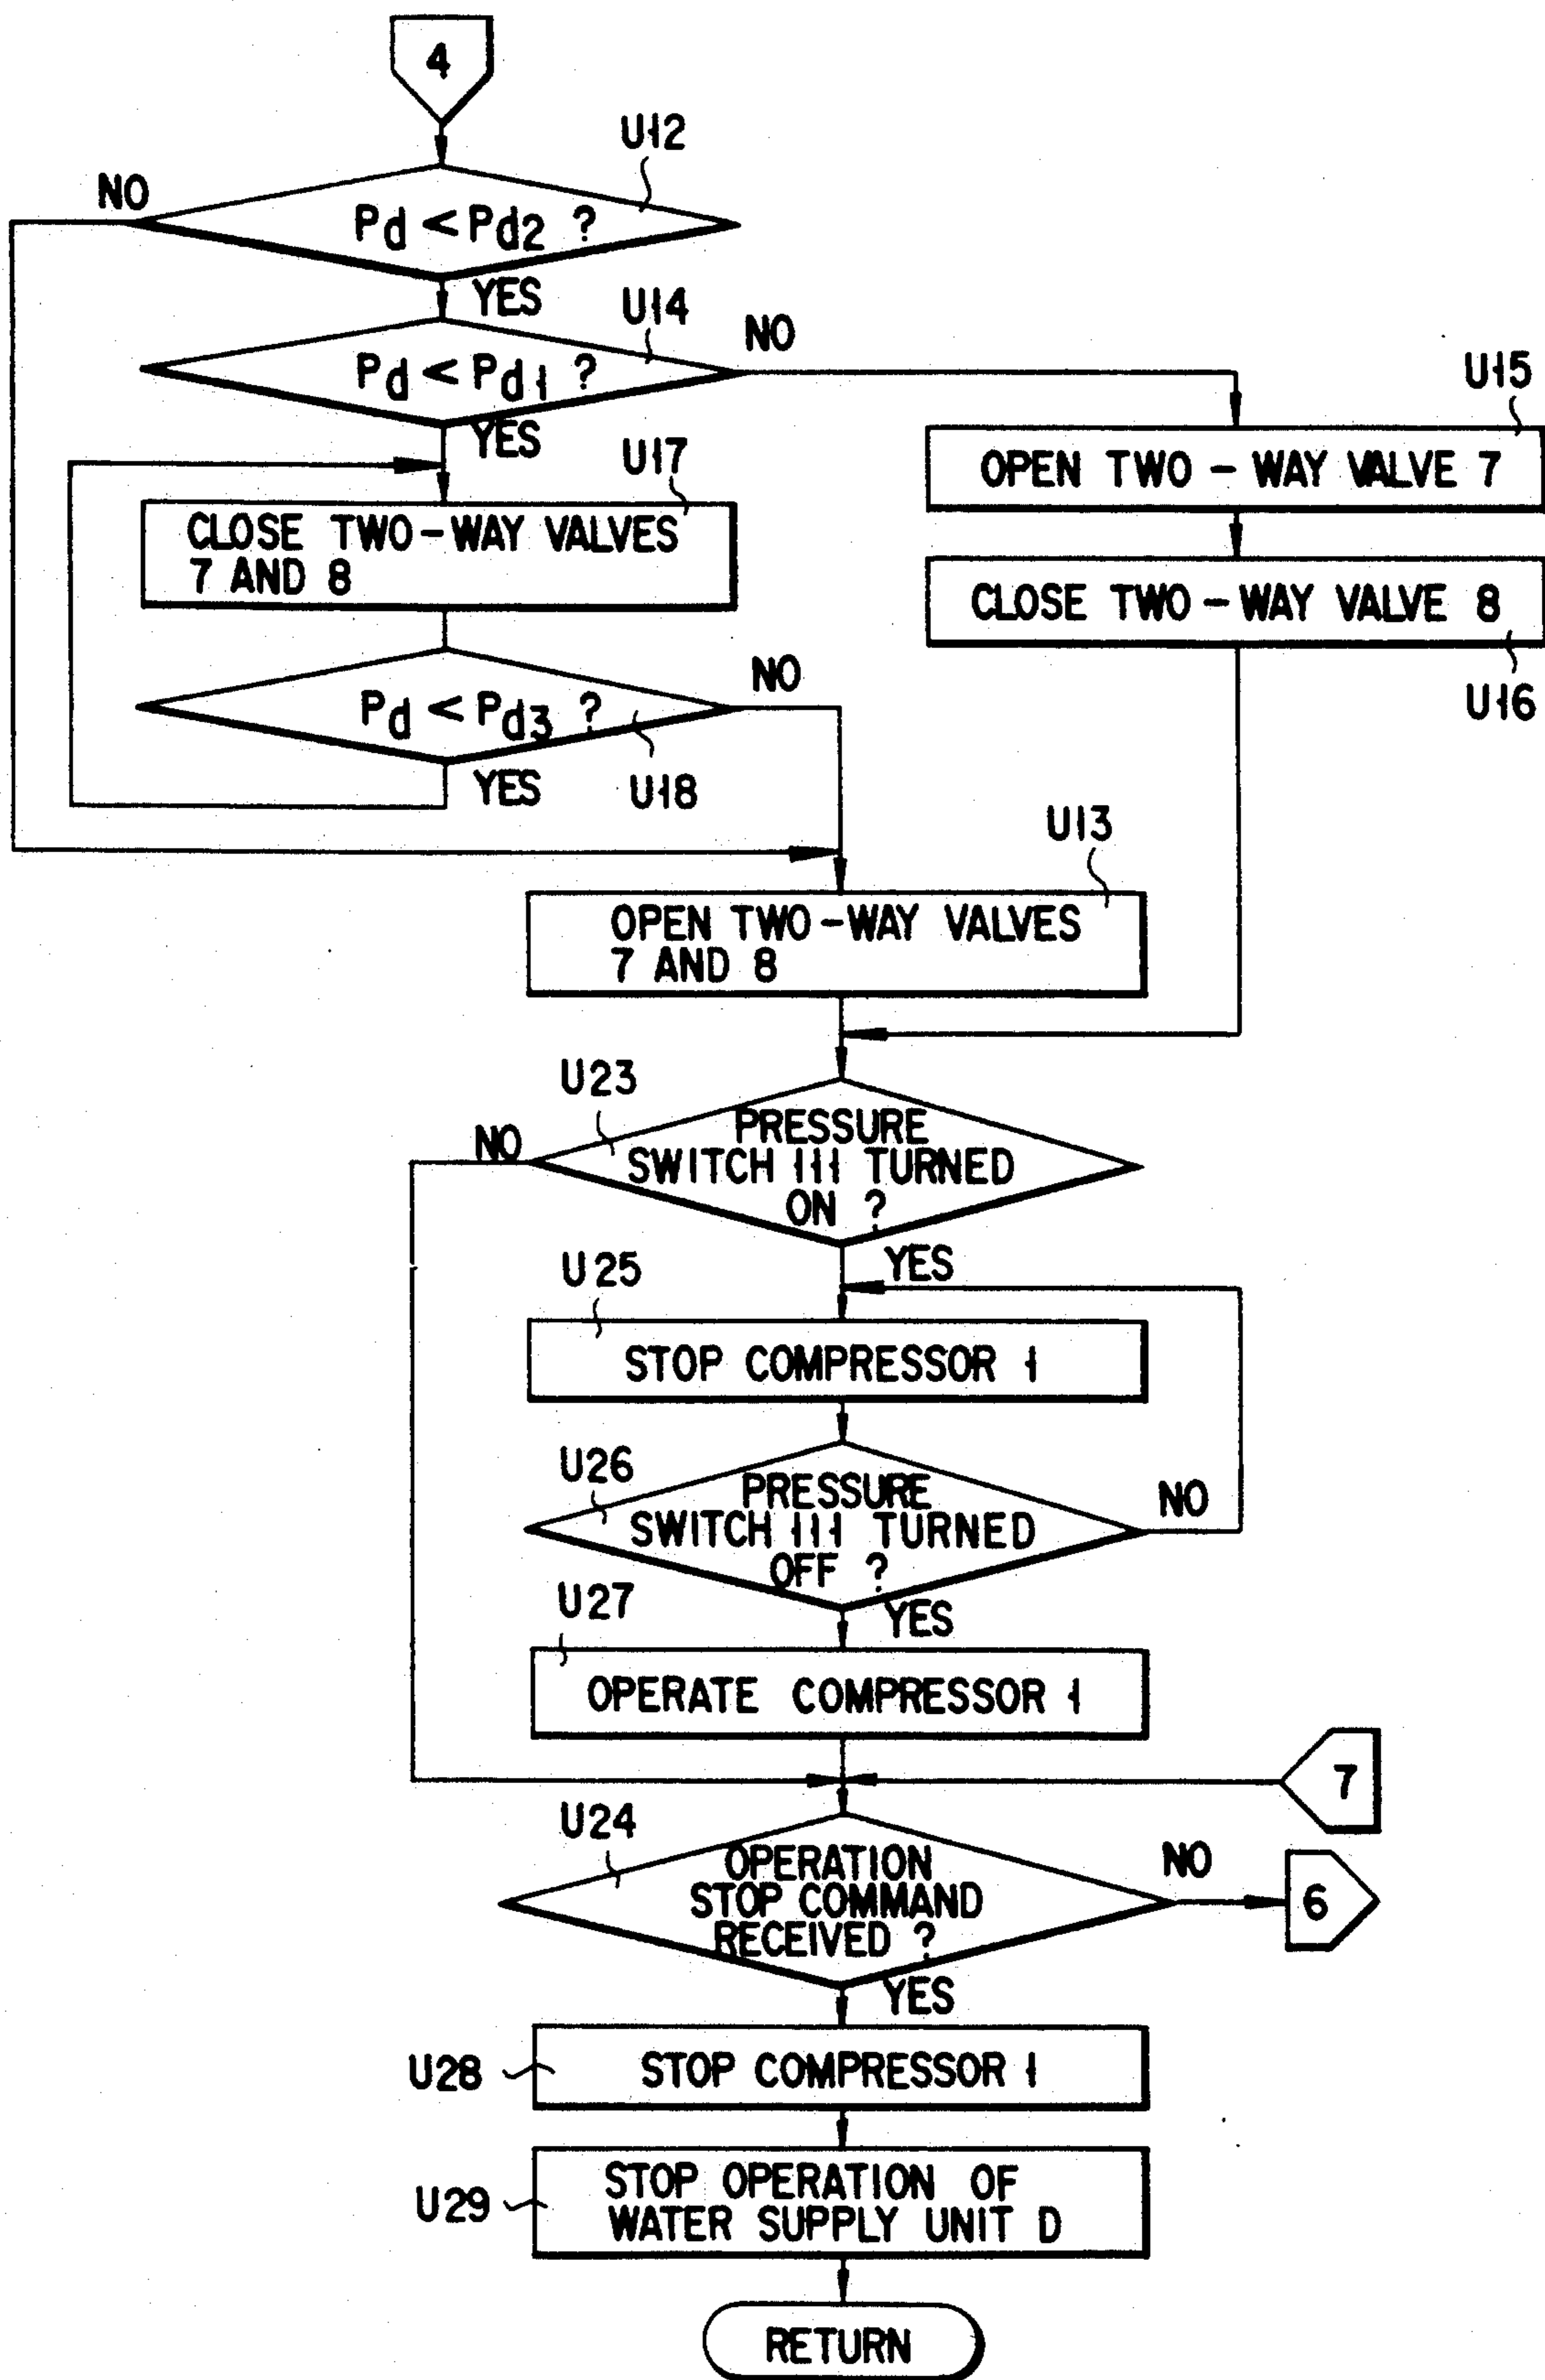 4
U12
NO
Pd < Pd2 ?
YES
U14
NO
Pd < Pd1 ?
YES
U15
OPEN TWO-WAY VALVE 7
U17
CLOSE TWO-WAY VALVES
7 AND 8
CLOSE TWO-WAY VALVE 8
U16
NO
Pd < Pd3 ?
YES
U18
U13
OPEN TWO-WAY VALVES
7 AND 8
U23
NO
PRESSURE
SWITCH 111 TURNED
ON ?
YES
U25
STOP COMPRESSOR 1
U26
PRESSURE
SWITCH 111 TURNED
OFF ?
NO
YES
U27
OPERATE COMPRESSOR 1
7
U24
OPERATION
STOP COMMAND
RECEIVED ?
NO
6
YES
U28
STOP COMPRESSOR 1
U29
STOP OPERATION OF
WATER SUPPLY UNIT D
RETURN